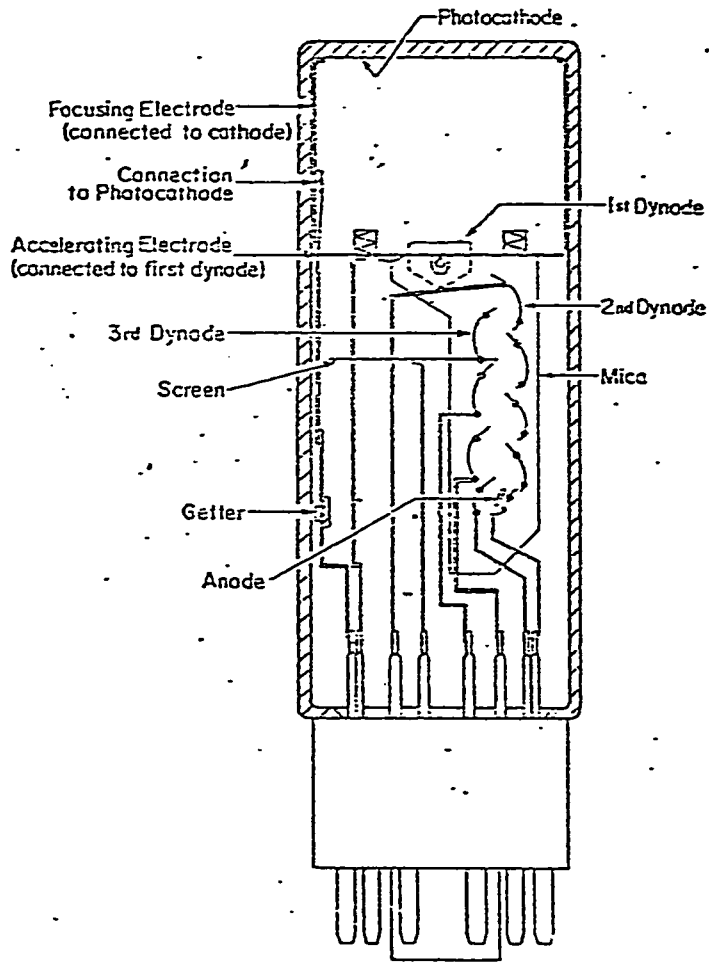 Photocathode
Focusing Electrode
(connected to cathode)
Connection
to Photocathode
1st Dynode
Accelerating Electrode
(connected to first dynode)
2nd Dynode
3rd Dynode
Screen
Mica
Getter
Anode